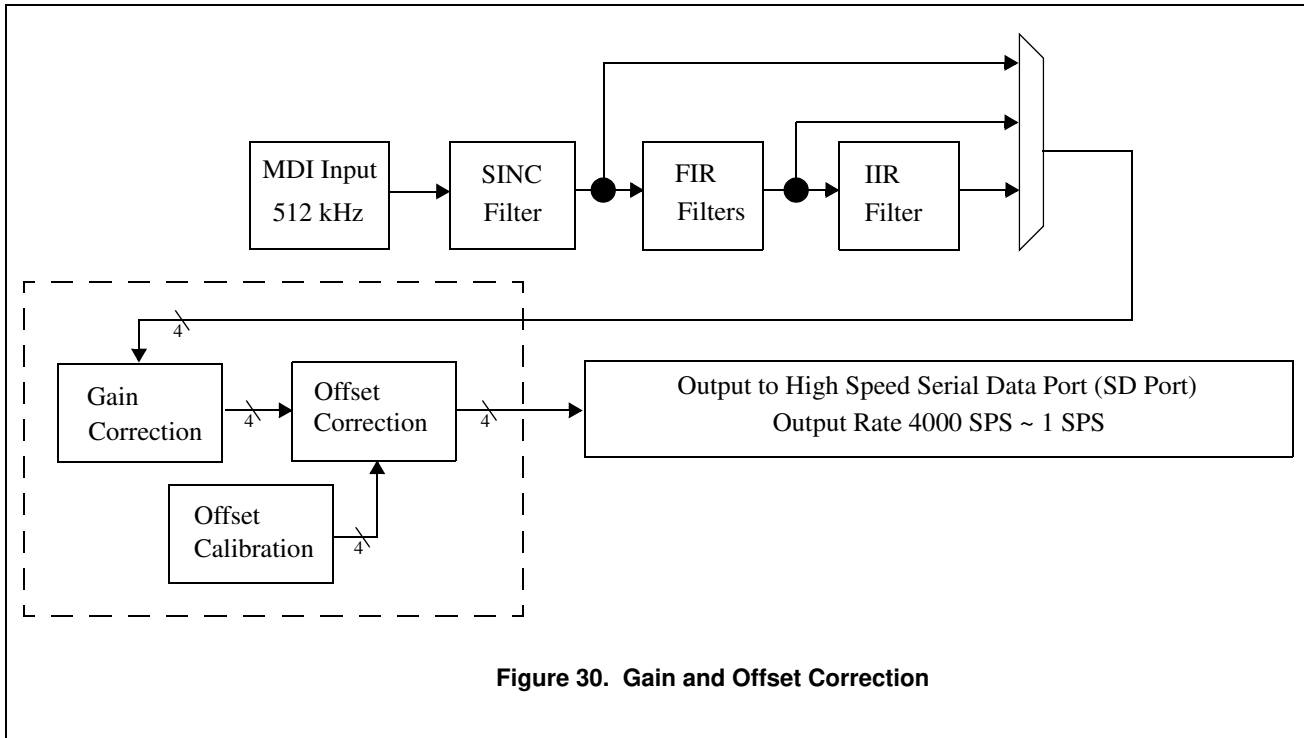 MDI Input
512 kHz
SINC
Filter
FIR
Filters
IIR
Filter
4
Gain
Correction
4
Offset
Correction
4
Output to High Speed Serial Data Port (SD Port)
Output Rate 4000 SPS ~ 1 SPS
Offset
Calibration
4
Figure 30. Gain and Offset Correction